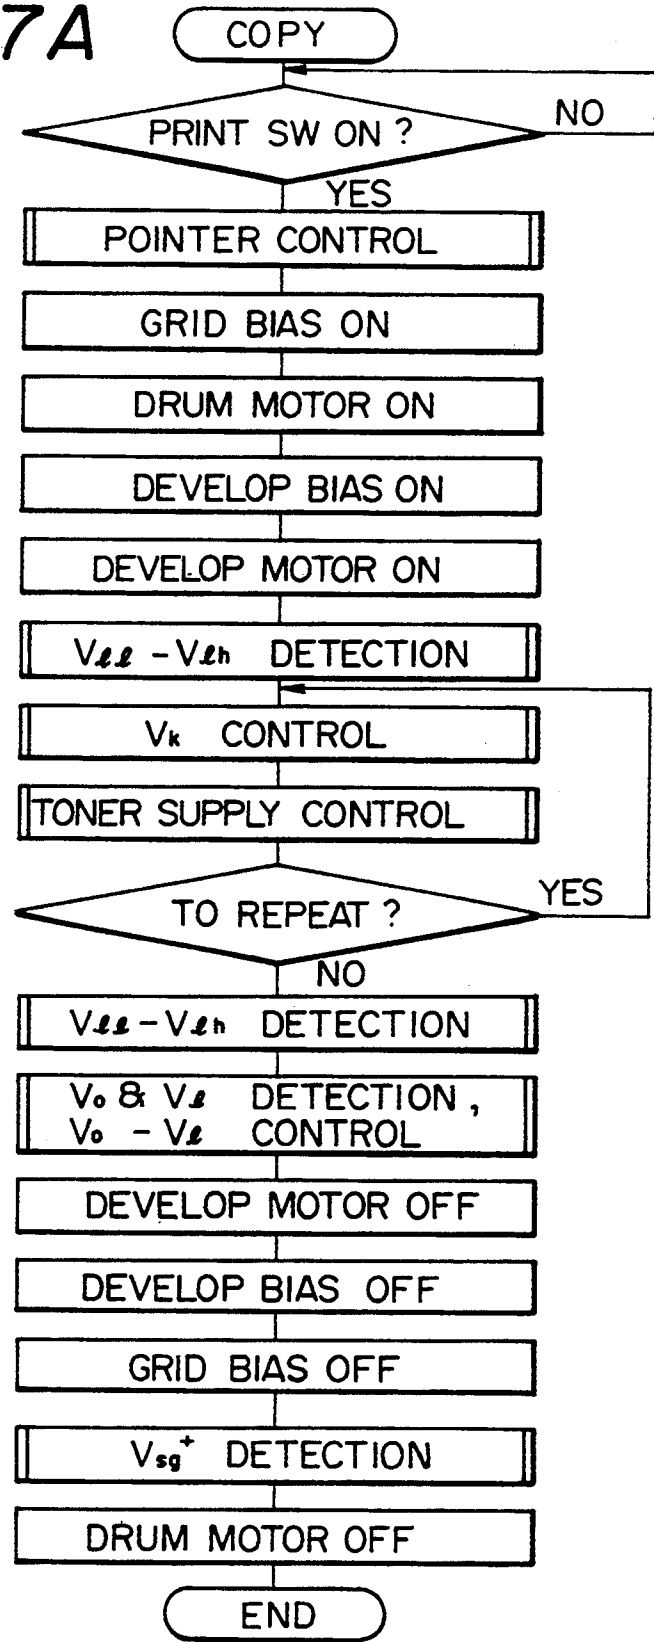 7A
COPY
PRINT SW ON ?
NO
YES
POINTER CONTROL
GRID BIAS ON
DRUM MOTOR ON
DEVELOP BIAS ON
DEVELOP MOTOR ON
Vℓℓ - Vℓh DETECTION
Vk CONTROL
TONER SUPPLY CONTROL
TO REPEAT ?
YES
NO
Vℓℓ - Vℓh DETECTION
Vo & Vℓ DETECTION,
Vo - Vℓ CONTROL
DEVELOP MOTOR OFF
DEVELOP BIAS OFF
GRID BIAS OFF
Vsg+ DETECTION
DRUM MOTOR OFF
END